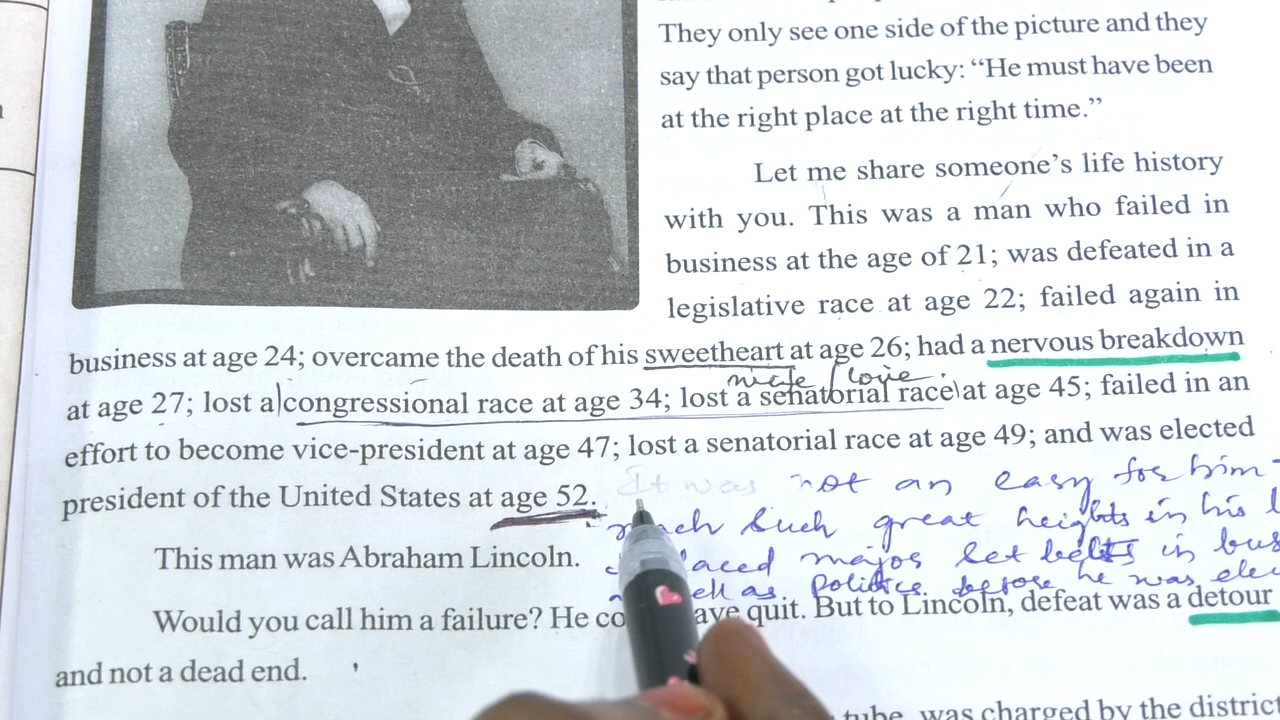 They only see one side of the picture and they
say that person got lucky: “He must have been
at the right place at the right time.”
Let me share someone’s life history
with you. This was a man who failed in
business at the age of 21; was defeated in a
legislative race at age 22; failed again in
business at age 24; overcame the death of his sweetheart at age 26; had a nervous breakdown
love
at age 27; lost a congressional race at age 34; lost a senatorial race at age 45; failed in an
effort to become vice-president at age 47; lost a senatorial race at age 49; and was elected
president of the United States at age 52.
It was not an easy for him
such great heights in his
major set in
as politics before he was
This man was Abraham Lincoln.
Would you call him a failure? He quit. But to Lincoln, defeat was a detour
and not a dead end.
tube, was charged by the district